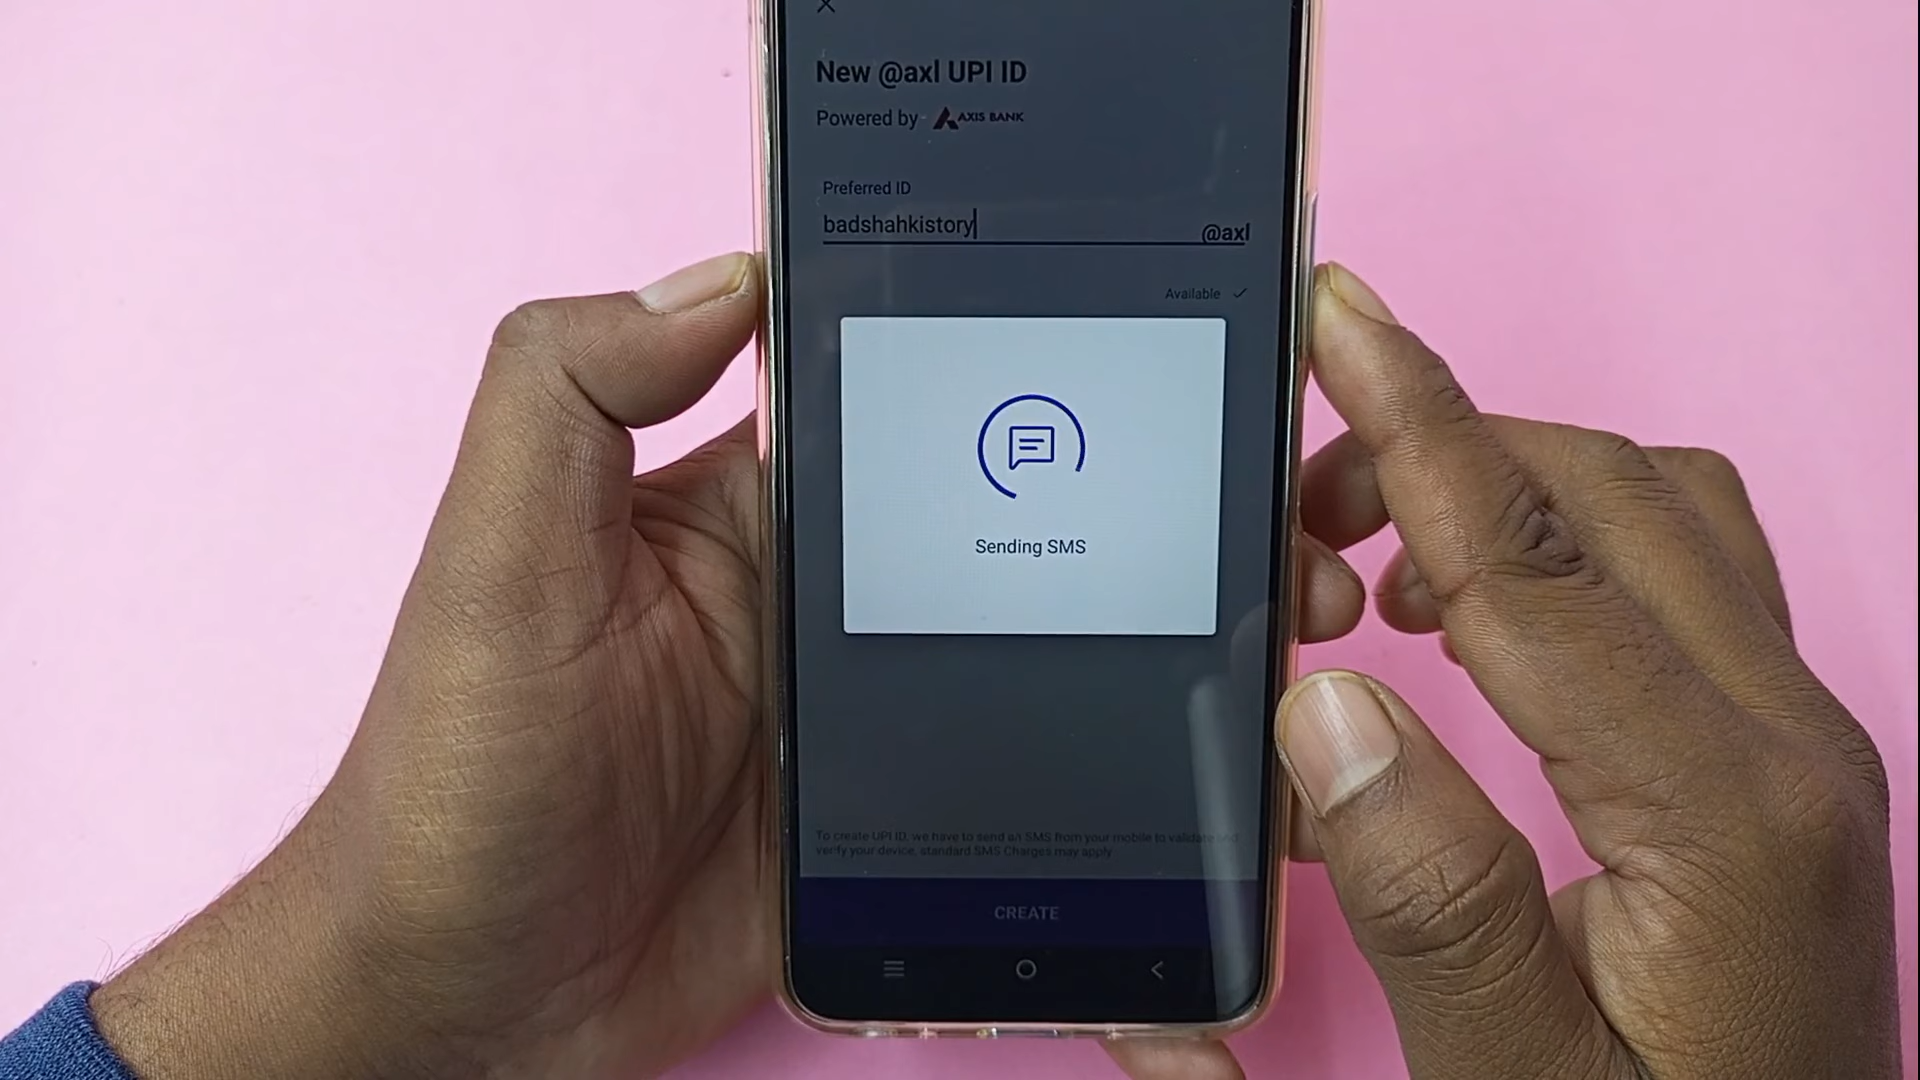 New @axl UPI ID
Powered by AXIS BANK
Preferred ID
badshahkistory
@axl
Available
Sending SMS
To create UPI ID, we have to send an SMS from your mobile to validate and
verify your device, standard SMS Charges may apply
CREATE